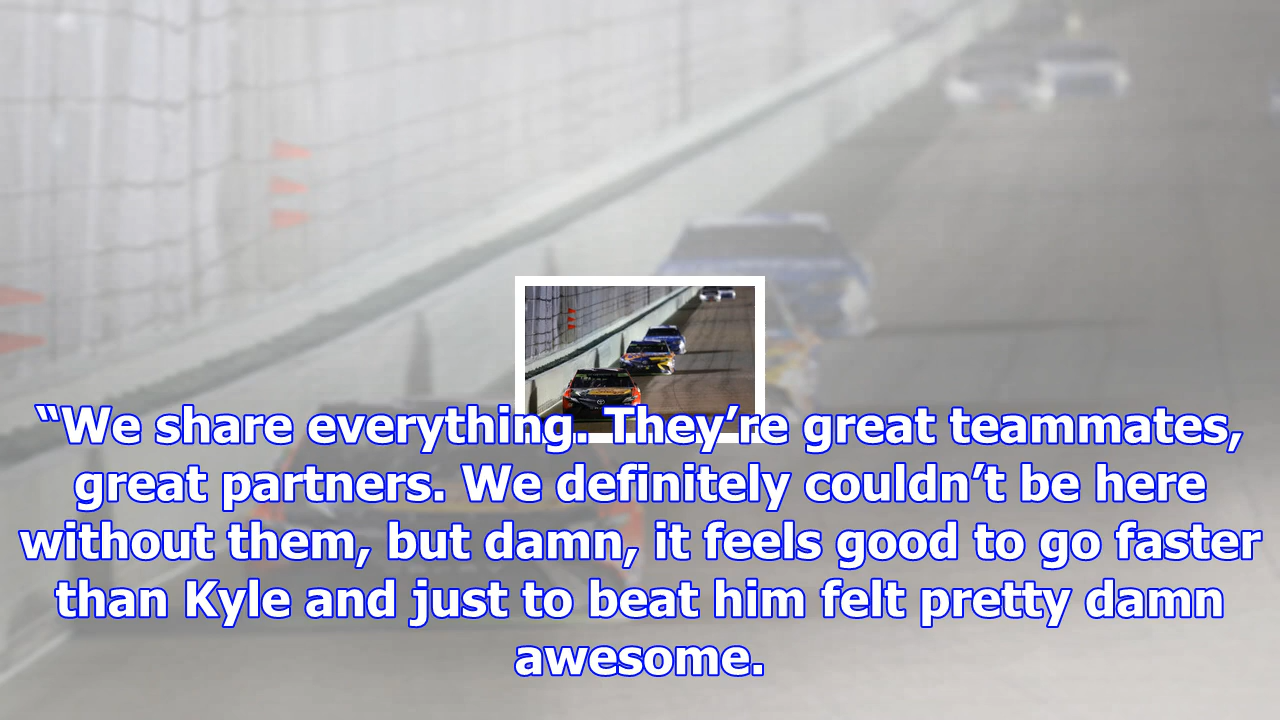 “We share everything. They’re great teammates,
great partners. We definitely couldn’t be here
without them, but damn, it feels good to go faster
than Kyle and just to beat him felt pretty damn
awesome.